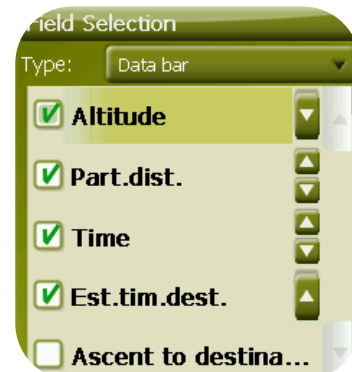 Field Selection
Type: Data bar
Altitude
Part.dist.
Time
Est.tim.dest.
Ascent to destina...